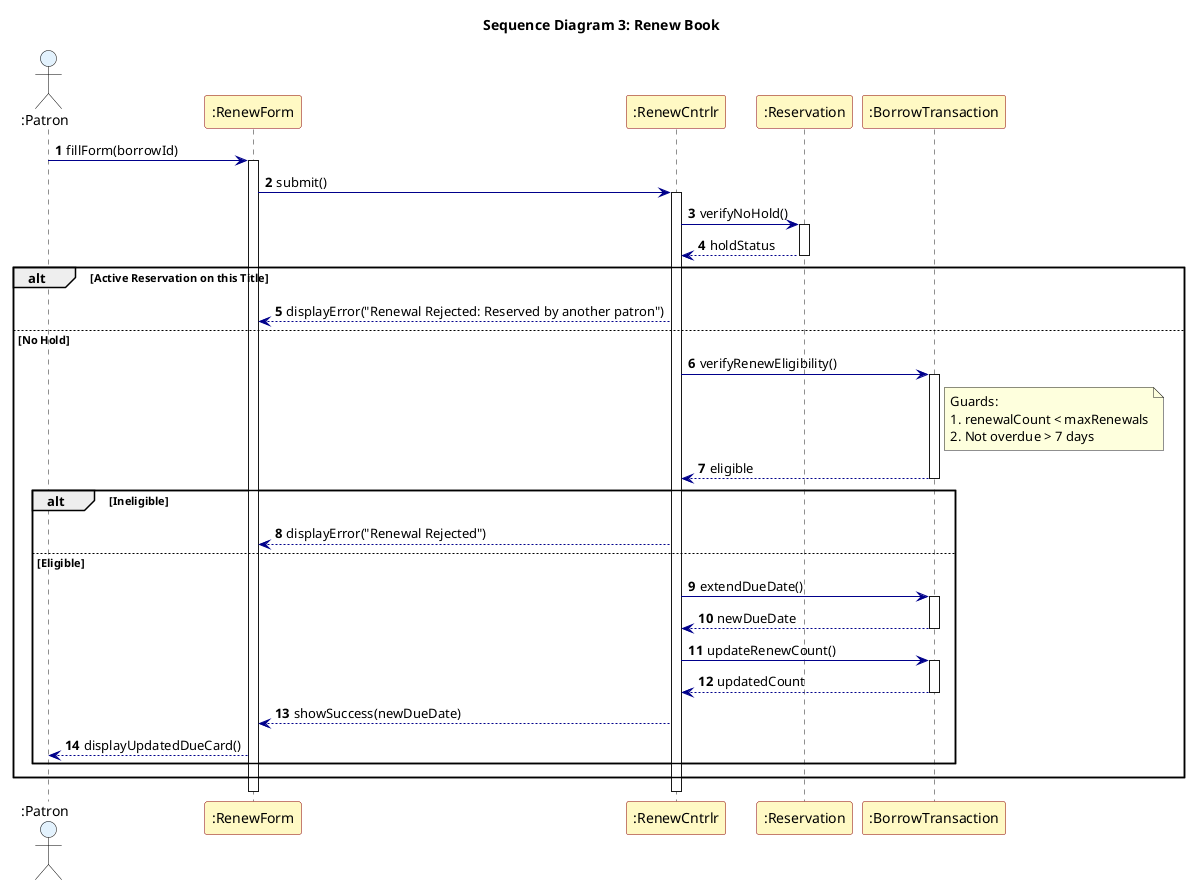 Sequence Diagram 3: Renew Book
:Patron
:RenewForm
:RenewCntrlr
:Reservation
:BorrowTransaction
1 fillForm(borrowId)
2 submit()
3 verifyNoHold()
4 holdStatus
alt [Active Reservation on this Title]
5 displayError("Renewal Rejected: Reserved by another patron")
[No Hold]
6 verifyRenewEligibility()
Guards:
1. renewalCount < maxRenewals
2. Not overdue > 7 days
7 eligible
alt [Ineligible]
8 displayError("Renewal Rejected")
[Eligible]
9 extendDueDate()
10 newDueDate
11 updateRenewCount()
12 updatedCount
13 showSuccess(newDueDate)
14 displayUpdatedDueCard()
:Patron
:RenewForm
:RenewCntrlr
:Reservation
:BorrowTransaction